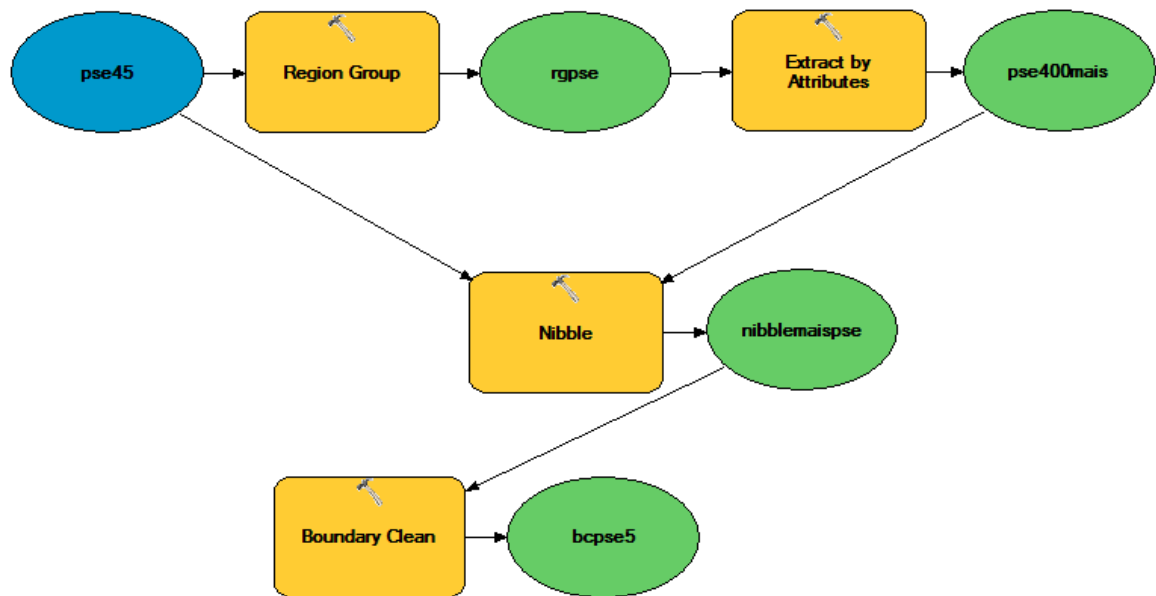 pse45
Region Group
rgpse
Extract by
Attributes
pse400mais
Nibble
nibblemaispse
Boundary Clean
bcpse5